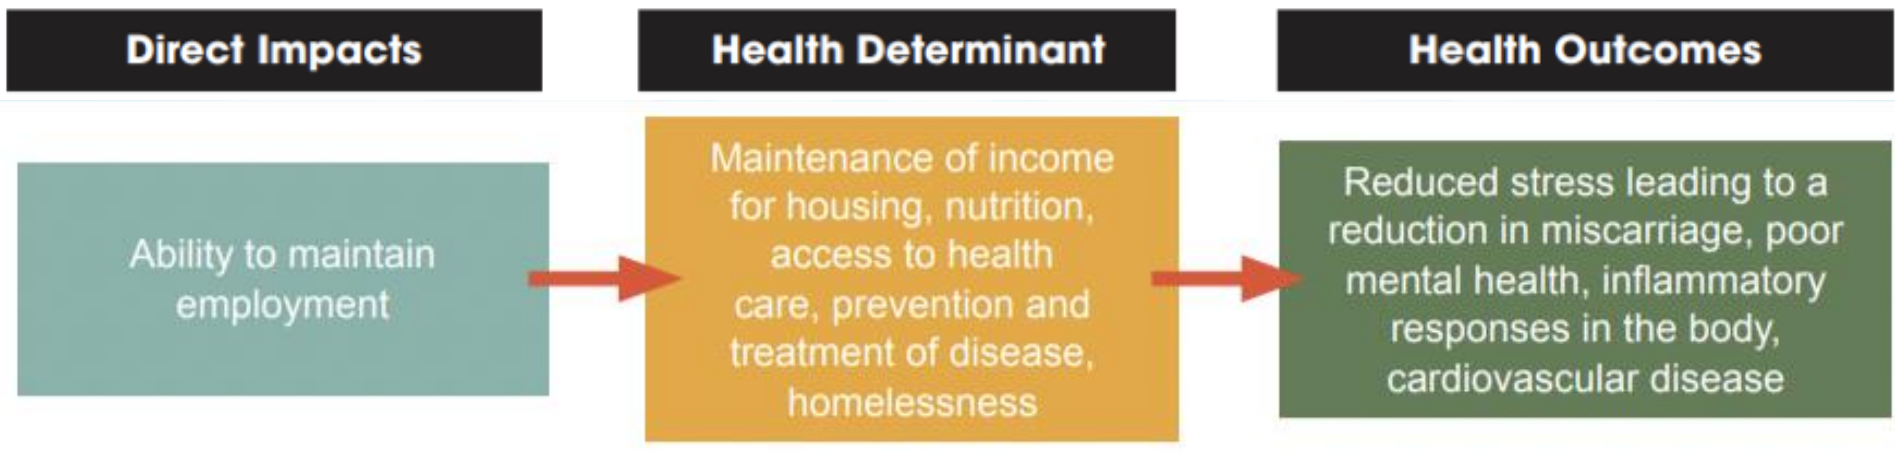 Direct Impacts
Health Determinant
Health Outcomes
Ability to maintain
employment
Maintenance of income
for housing, nutrition,
access to health
care, prevention and
treatment of disease,
homelessness
Reduced stress leading to a
reduction in miscarriage, poor
mental health, inflammatory
responses in the body,
cardiovascular disease